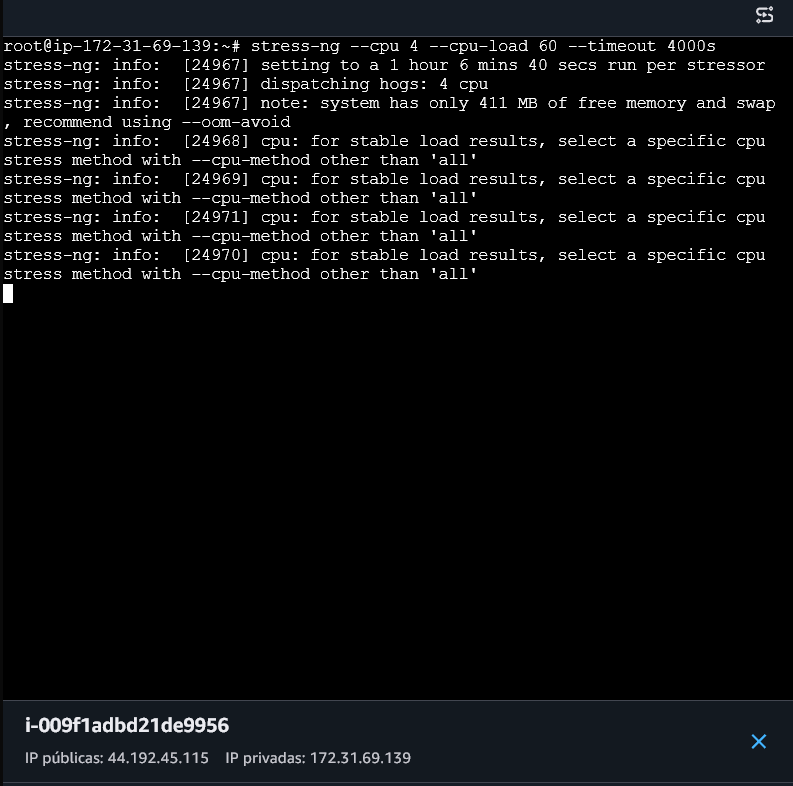 root@ip-172-31-69-139:~# stress-ng --cpu 4 --cpu-load 60 --timeout 4000s
stress-ng: info:  [24967] setting to a 1 hour 6 mins 40 secs run per stressor
stress-ng: info:  [24967] dispatching hogs: 4 cpu
stress-ng: info:  [24967] note: system has only 411 MB of free memory and swap
, recommend using --oom-avoid
stress-ng: info:  [24968] cpu: for stable load results, select a specific cpu
stress method with --cpu-method other than 'all'
stress-ng: info:  [24969] cpu: for stable load results, select a specific cpu
stress method with --cpu-method other than 'all'
stress-ng: info:  [24971] cpu: for stable load results, select a specific cpu
stress method with --cpu-method other than 'all'
stress-ng: info:  [24970] cpu: for stable load results, select a specific cpu
stress method with --cpu-method other than 'all'
i-009f1adbd21de9956
IP públicas: 44.192.45.115 IP privadas: 172.31.69.139